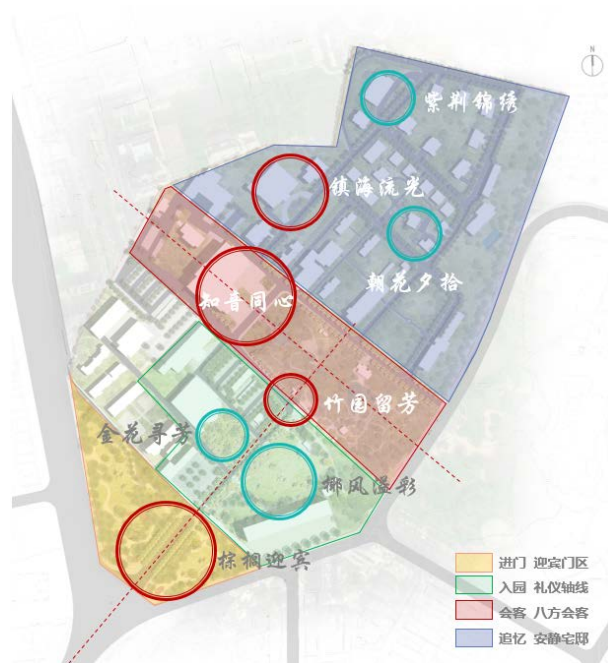 N
紫荆锦绣
镇海流光
朝花夕拾
知音同心
竹园留芳
金花寻芳
椰风溢彩
棕榈迎宾
进门 迎宾门区
入园 礼仪轴线
会客 八方会客
追忆 安静宅邸